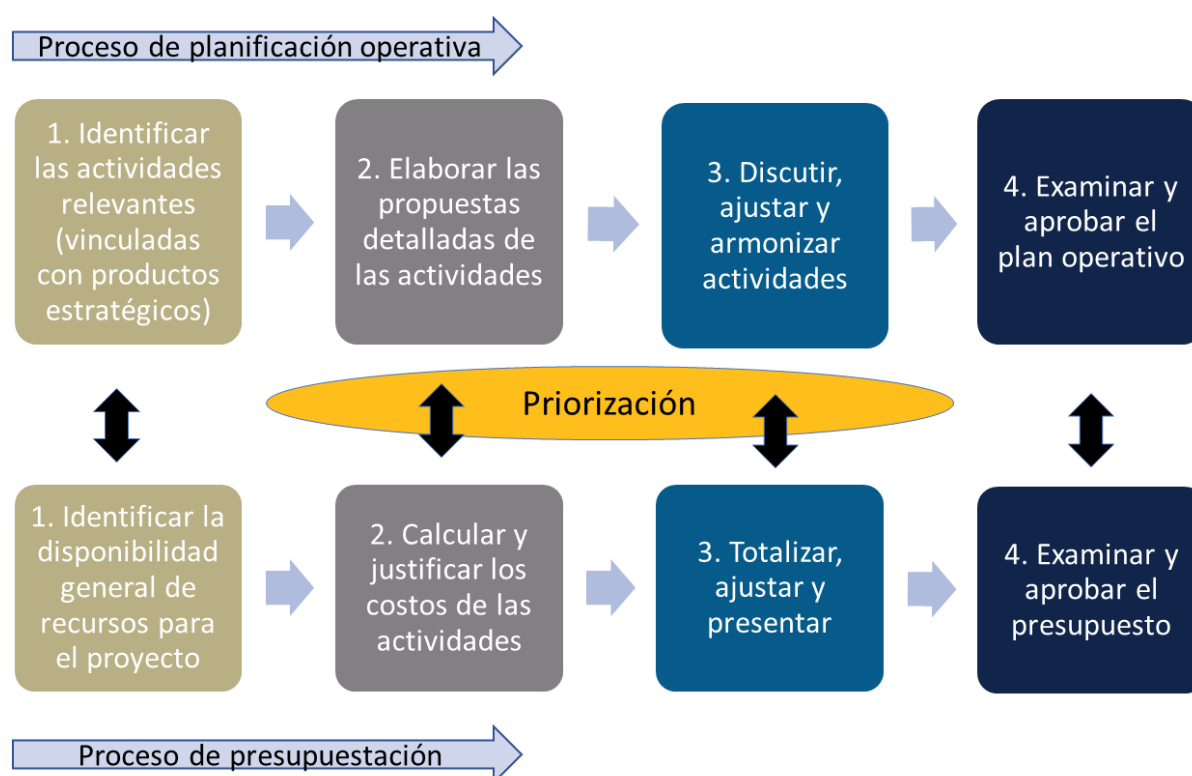 Proceso de planificación operativa
1. Identificar
las actividades
relevantes
(vinculadas
con productos
estratégicos)
2. Elaborar las
propuestas
detalladas de
las actividades
3. Discutir,
ajustar y
armonizar
actividades
4. Examinar y
aprobar el
plan operativo
Priorización
1. Identificar la
disponibilidad
general de
recursos para
el proyecto
2. Calcular y
justificar los
costos de las
actividades
3. Totalizar,
ajustar y
presentar
4. Examinar y
aprobar el
presupuesto
Proceso de presupuestación